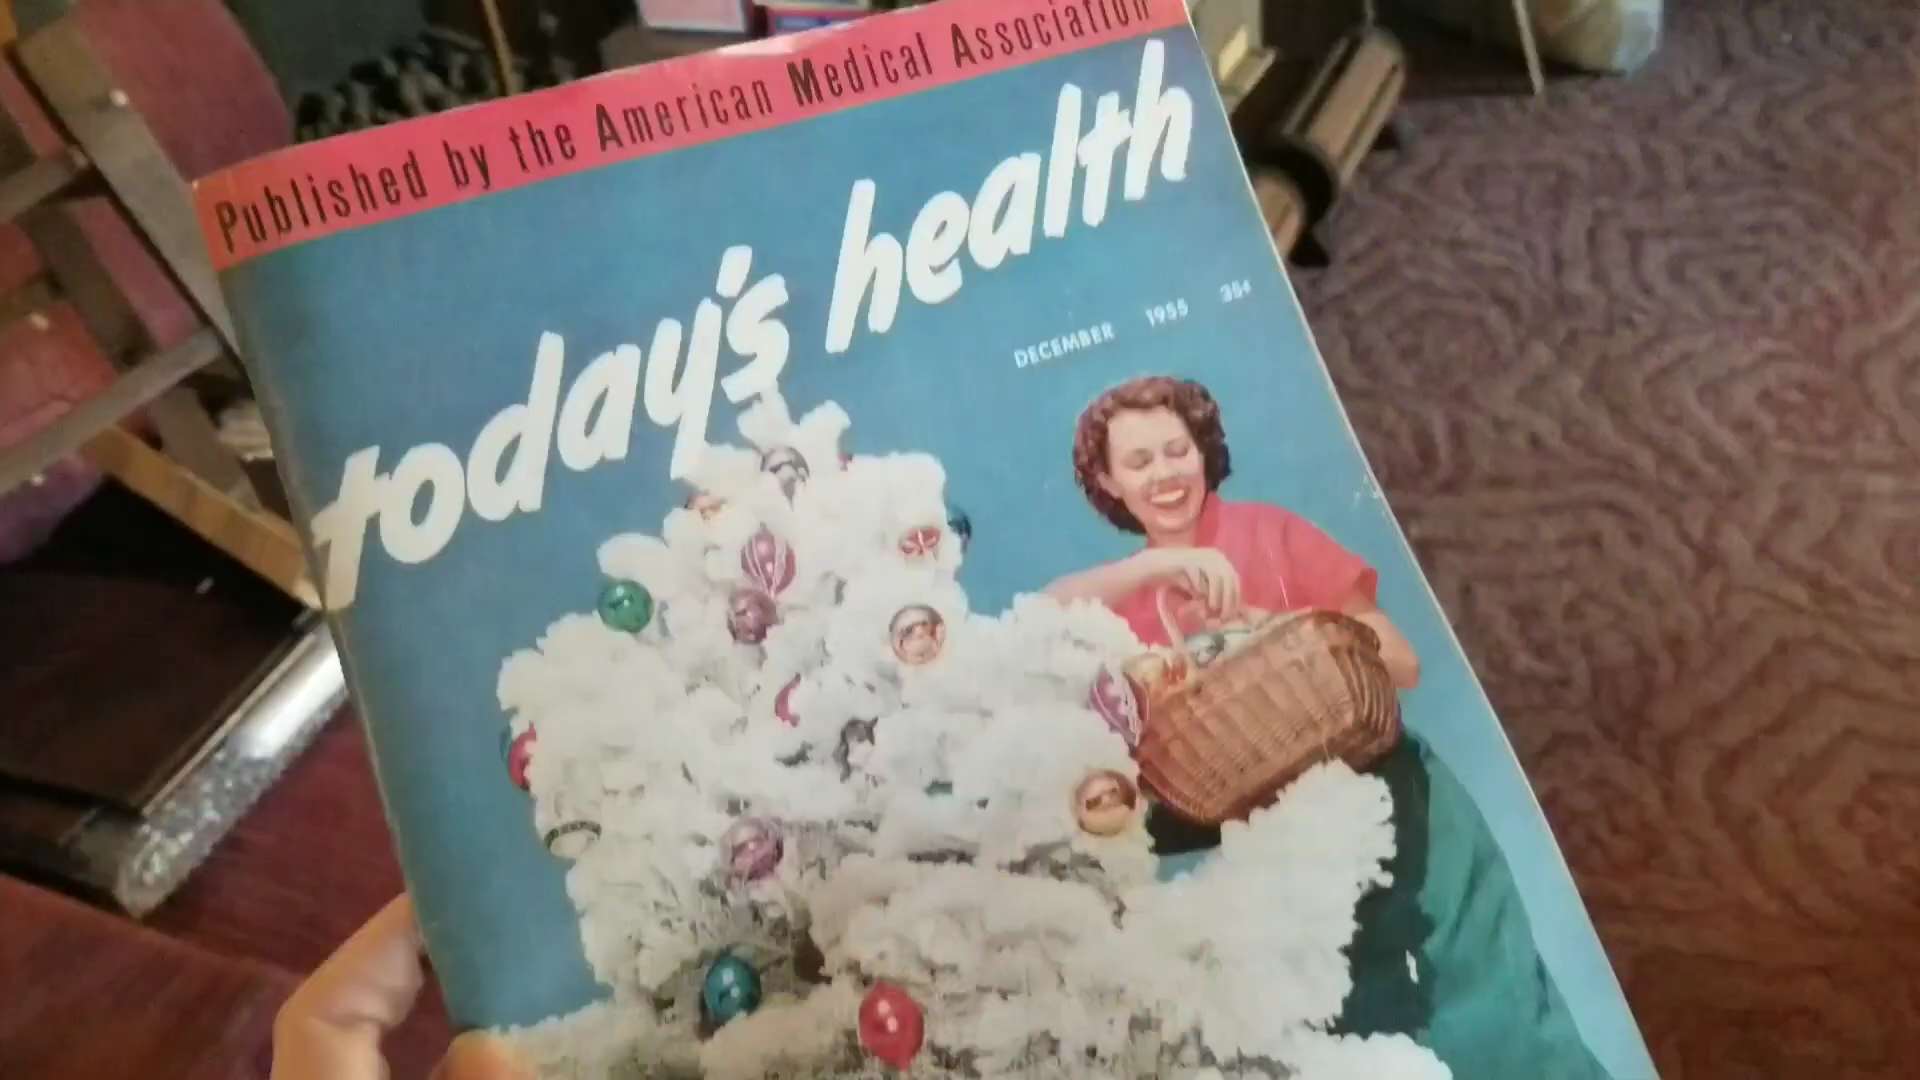 Published by the American Medical Association
today's health
DECEMBER 1955 35¢